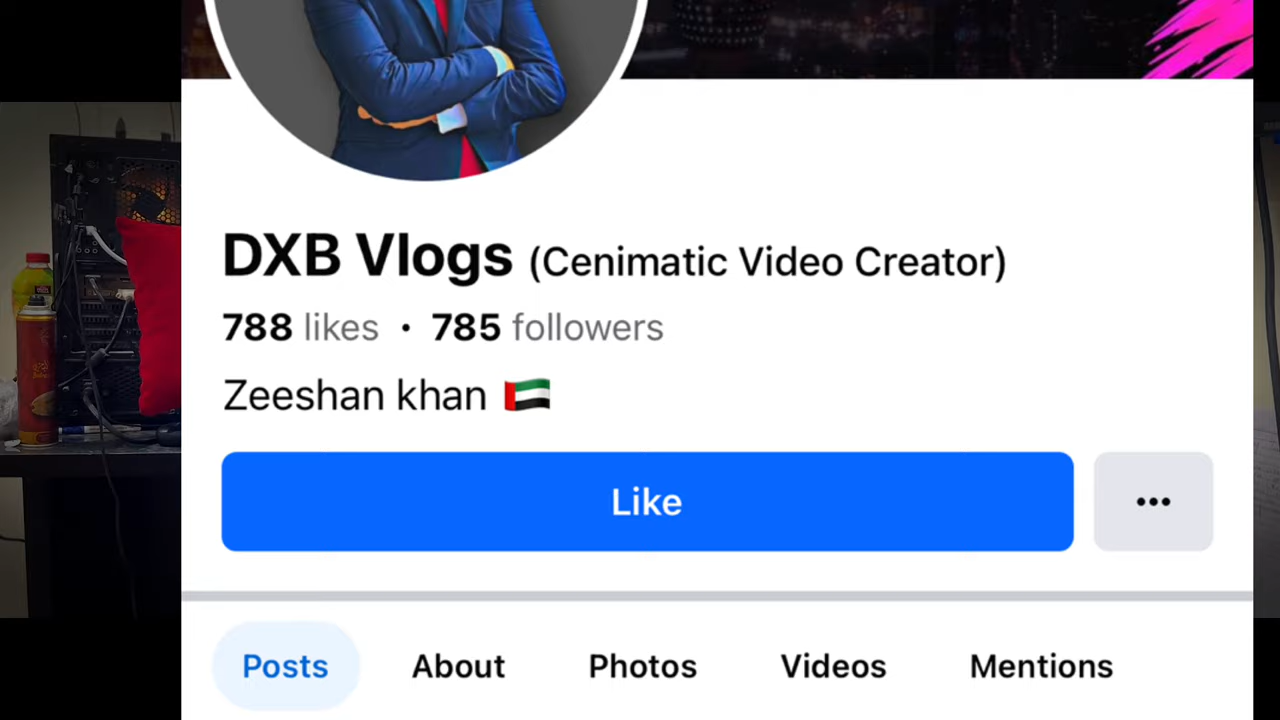 DXB Vlogs (Cenimatic Video Creator)
788 likes · 785 followers
Zeeshan khan 🇦🇪
Like
•••
Posts About Photos Videos Mentions